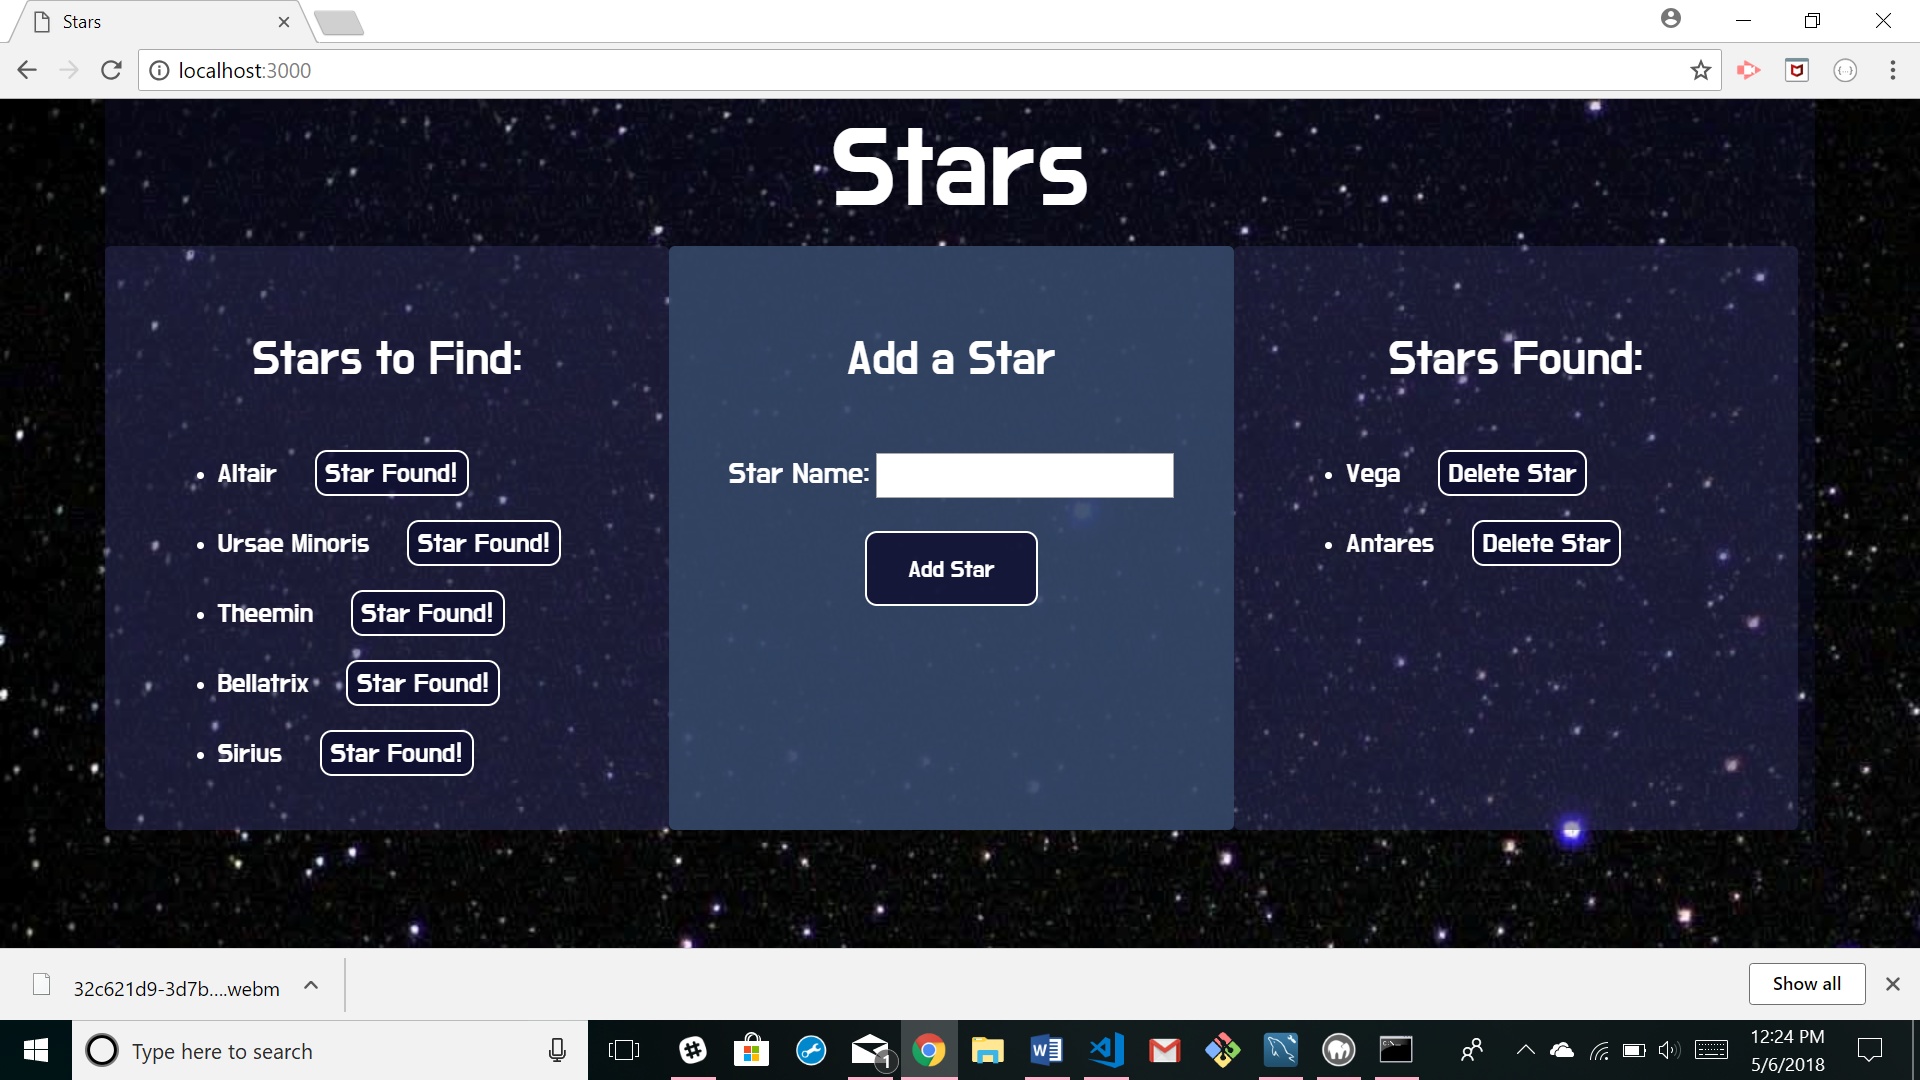 Stars
localhost:3000
Stars
Stars to Find:
Altair Star Found!
Ursae Minoris Star Found!
Theemin Star Found!
Bellatrix Star Found!
Sirius Star Found!
Add a Star
Star Name:
Add Star
Stars Found:
Vega Delete Star
Antares Delete Star
32c621d9-3d7b....webm
Show all
Type here to search
1
12:24 PM
5/6/2018